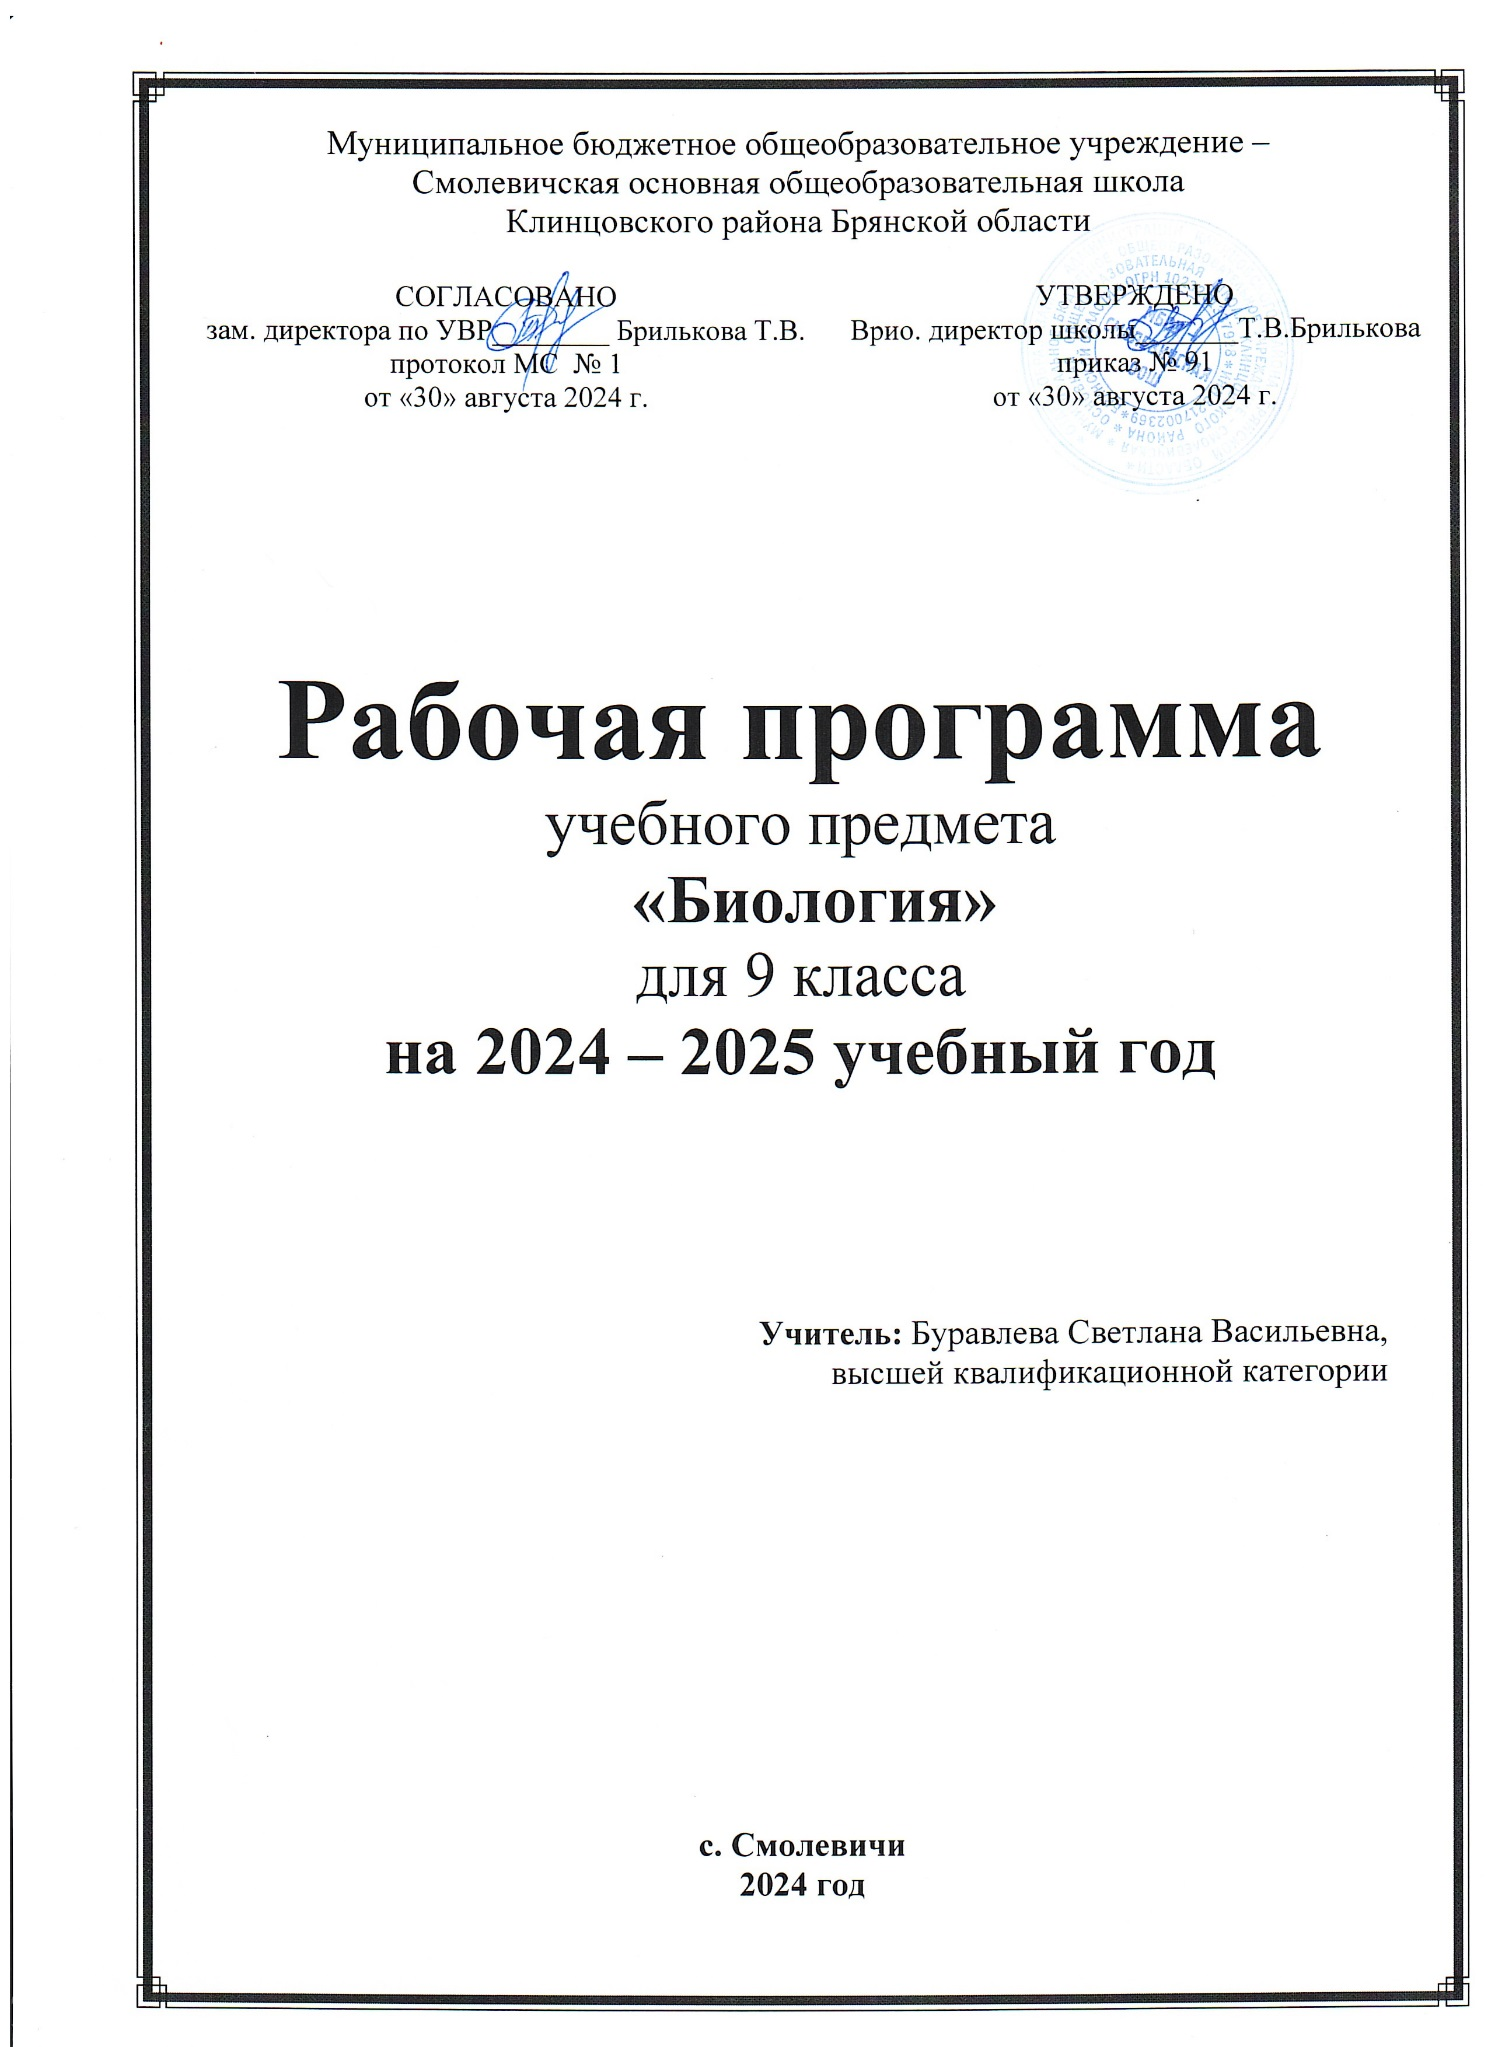 Муниципальное бюджетное общеобразовательное учреждение –
Смолевичская основная общеобразовательная школа
Клинцовского района Брянской области
СОГЛАСОВАНО
зам. директора по УВР________ Брилькова Т.В.
протокол МС № 1
от «30» августа 2024 г.
УТВЕРЖДЕНО
Врио. директор школы_______Т.В.Брилькова
приказ № 91
от «30» августа 2024 г.
Рабочая программа
учебного предмета
«Биология»
для 9 класса
на 2024 – 2025 учебный год
Учитель: Буравлева Светлана Васильевна,
высшей квалификационной категории
с. Смолевичи
2024 год